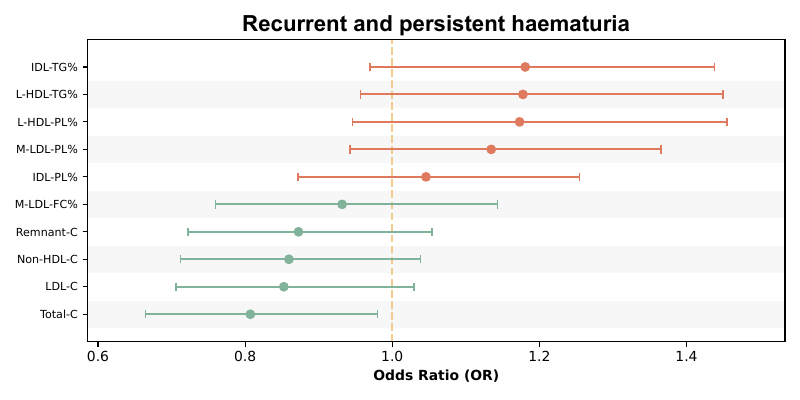 Recurrent and persistent haematuria
IDL-TG%
L-HDL-TG%
L-HDL-PL%
M-LDL-PL%
IDL-PL%
M-LDL-FC%
Remnant-C
Non-HDL-C
LDL-C
Total-C
0.6 0.8 1.0 1.2 1.4
Odds Ratio (OR)